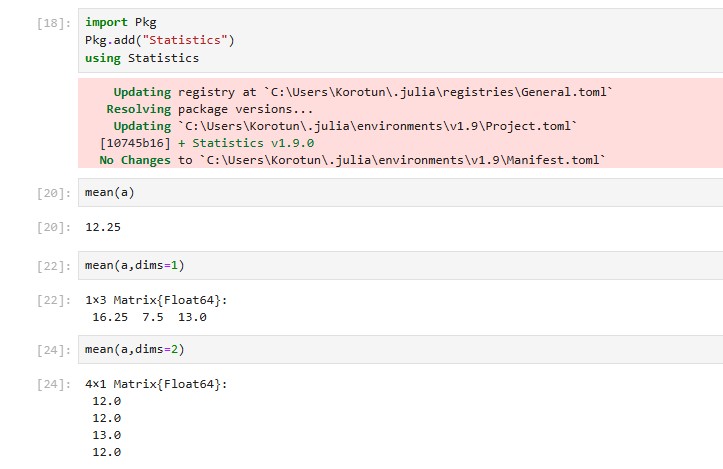 [18]: import Pkg
Pkg.add("Statistics")
using Statistics
Updating registry at `C:\Users\Korotun\.julia\registries\General.toml`
Resolving package versions...
Updating `C:\Users\Korotun\.julia\environments\v1.9\Project.toml`
[10745b16] + Statistics v1.9.0
No Changes to `C:\Users\Korotun\.julia\environments\v1.9\Manifest.toml`
[20]: mean(a)
[20]: 12.25
[22]: mean(a,dims=1)
[22]: 1×3 Matrix{Float64}:
16.25 7.5 13.0
[24]: mean(a,dims=2)
[24]: 4×1 Matrix{Float64}:
12.0
12.0
13.0
12.0